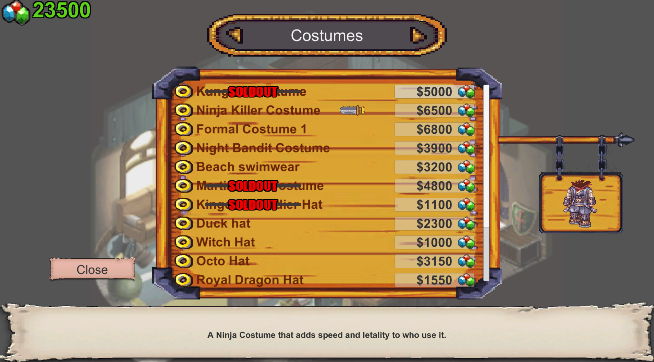 23500
Costumes
Kung SOLDOUT tume $5000
Ninja Killer Costume $6500
Formal Costume 1 $6800
Night Bandit Costume $3900
Beach swimwear $3200
SOLDOUT ostume $4800
King SOLDOUT Hat $1100
Duck hat $2300
Witch Hat $1000
Octo Hat $3150
Royal Dragon Hat $1550
Close
A Ninja Costume that adds speed and letality to who use it.